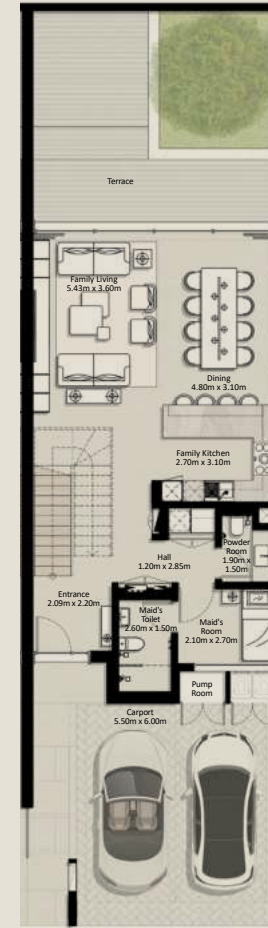 Terrace
Family Living
5.43m x 3.60m
Dining
4.80m x 3.10m
Family Kitchen
2.70m x 3.10m
Powder
Room
1.90m x
1.50m
Hall
1.20m x 2.85m
Entrance
2.09m x 2.20m
Maid's
Toilet
2.60m x 1.50m
Maid's
Room
2.10m x 2.70m
Pump
Room
Carport
5.50m x 6.00m